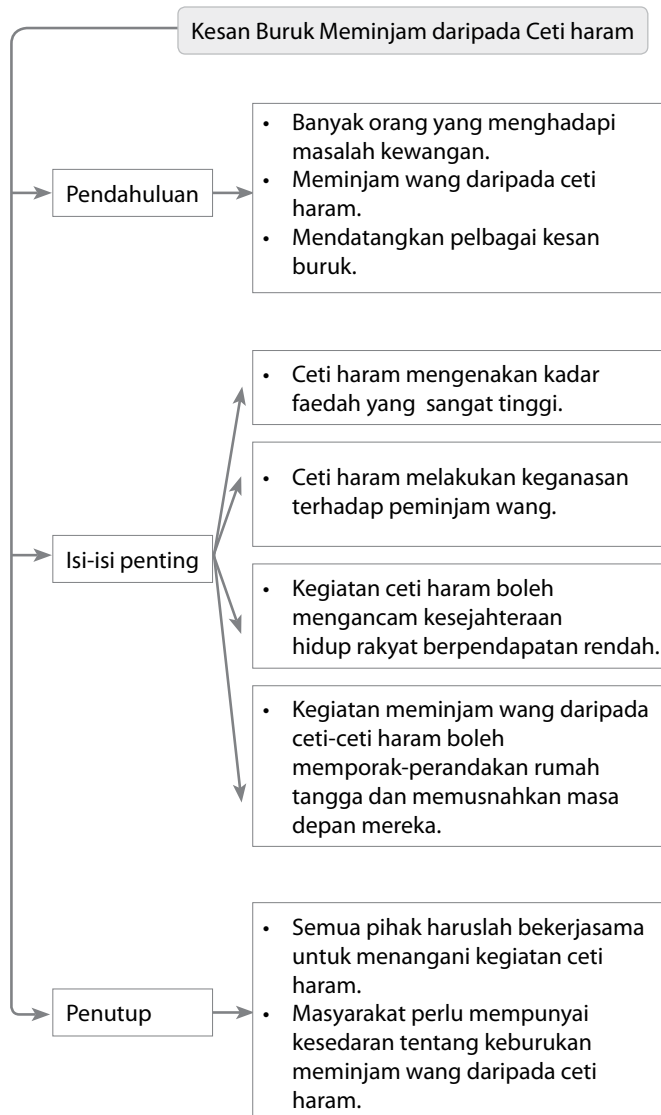 Kesan Buruk Meminjam daripada Ceti haram
Pendahuluan
• Banyak orang yang menghadapi
masalah kewangan.
• Meminjam wang daripada ceti
haram.
• Mendatangkan pelbagai kesan
buruk.
Isi-isi penting
• Ceti haram mengenakan kadar
faedah yang sangat tinggi.
• Ceti haram melakukan keganasan
terhadap peminjam wang.
• Kegiatan ceti haram boleh
mengancam kesejahteraan
hidup rakyat berpendapatan rendah.
• Kegiatan meminjam wang daripada
ceti-ceti haram boleh
memporak-perandakan rumah
tangga dan memusnahkan masa
depan mereka.
Penutup
• Semua pihak haruslah bekerjasama
untuk menangani kegiatan ceti
haram.
• Masyarakat perlu mempunyai
kesedaran tentang keburukan
meminjam wang daripada ceti
haram.